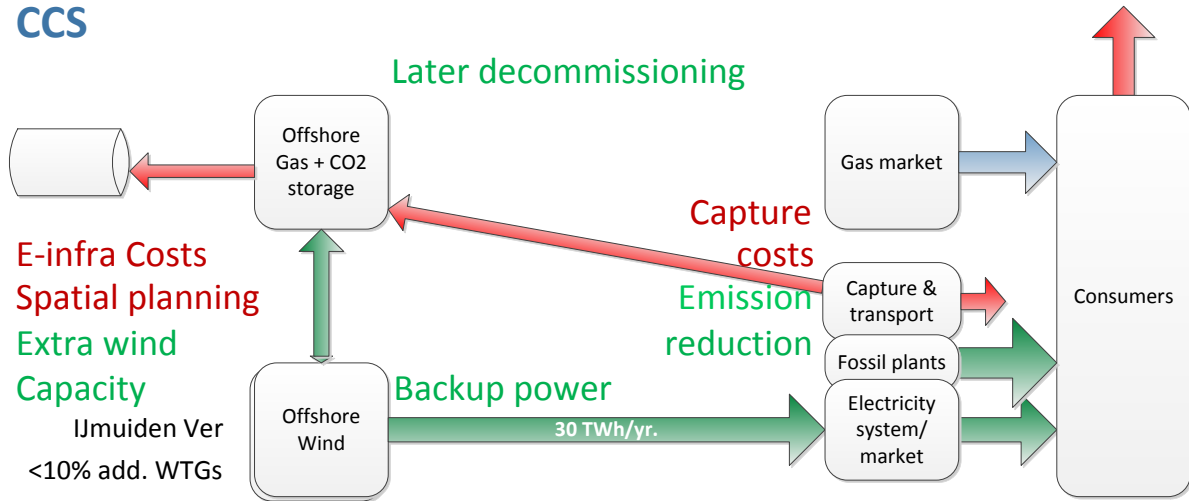 CCS
Later decommissioning
Offshore
Gas + CO2
storage
Gas market
Capture
costs
E-infra Costs
Spatial planning
Extra wind
Capacity
IJmuiden Ver
<10% add. WTGs
Emission
reduction
Capture &
transport
Consumers
Fossil plants
Backup power
Offshore
Wind
30 TWh/yr.
Electricity
system/
market